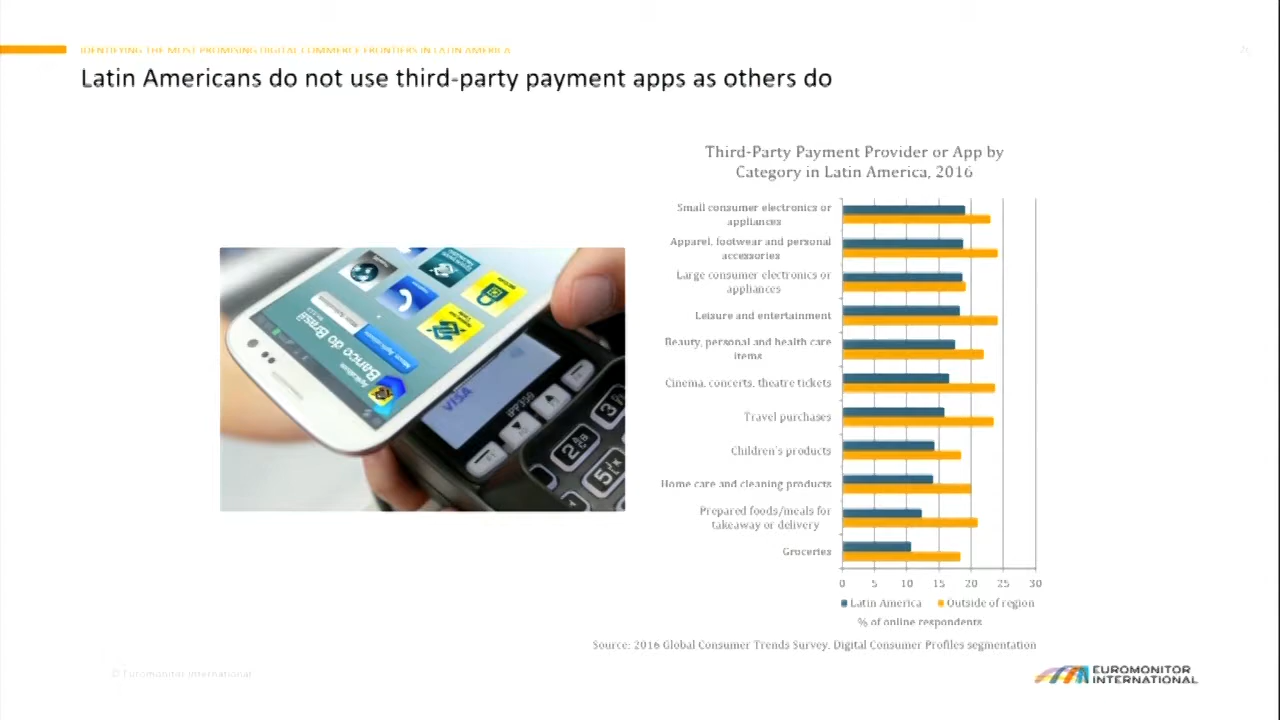 IDENTIFYING THE MOST PROMISING DIGITAL COMMERCE FRONTIERS IN LATIN AMERICA
Latin Americans do not use third-party payment apps as others do
Third-Party Payment Provider or App by
Category in Latin America, 2016
Small consumer electronics or
appliances
Apparel, footwear and personal
accessories
Large consumer electronics or
appliances
Leisure and entertainment
Beauty, personal and health care
items
Cinema, concerts, theatre tickets
Travel purchases
Children's products
Home care and cleaning products
Prepared foods/meals for
takeaway or delivery
Groceries
0 5 10 15 20 25 30
Latin America Outside of region
% of online respondents
Banco do Brasil
VISA
iPP350
2
3
5
Source: 2016 Global Consumer Trends Survey, Digital Consumer Profiles segmentation
© Euromonitor International
EUROMONITOR
INTERNATIONAL